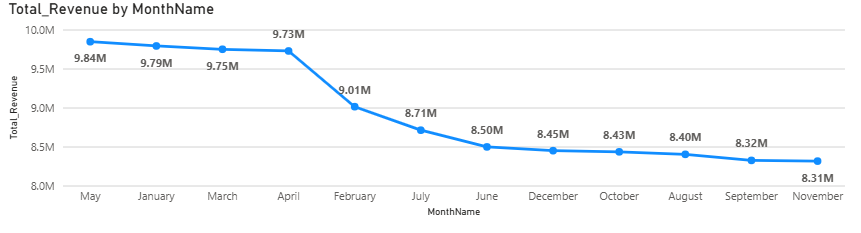 Total_Revenue by MonthName
10.0M
9.5M
9.0M
8.5M
8.0M
Total_Revenue
9.84M
9.79M
9.75M
9.73M
9.01M
8.71M
8.50M
8.45M
8.43M
8.40M
8.32M
8.31M
May January March April February July June December October August September November
MonthName